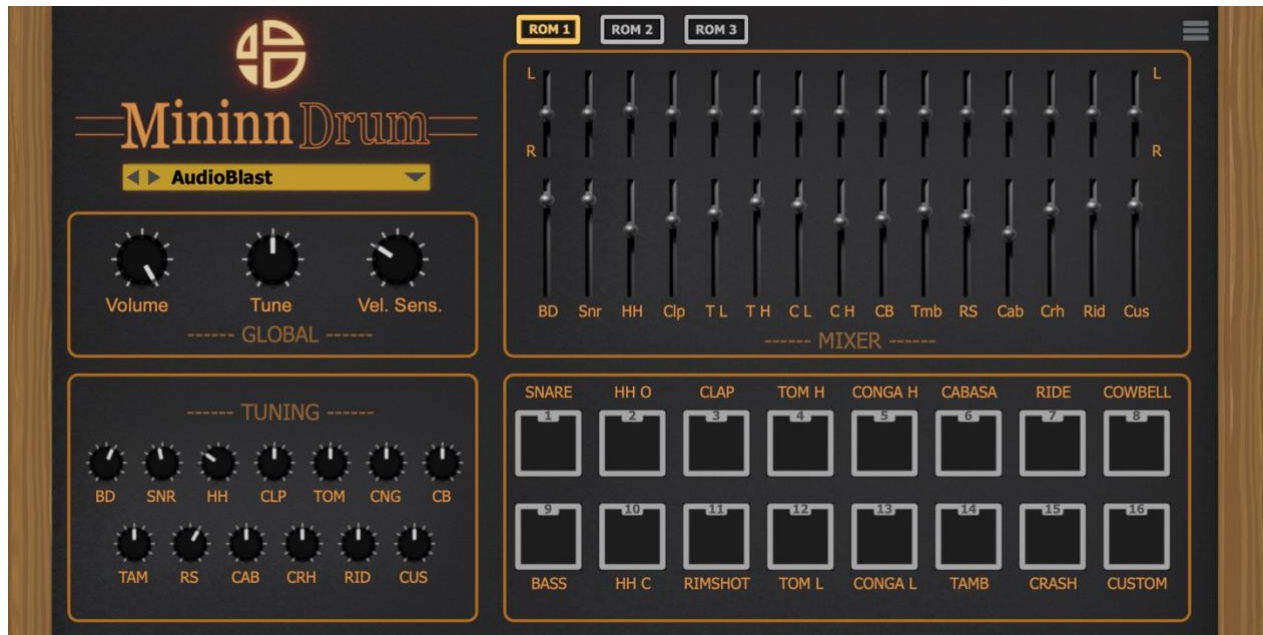 ROM 1 ROM 2 ROM 3
Mininn Drum
AudioBlast
Volume Tune Vel. Sens.
------ GLOBAL ------
L L
R R
BD Snr HH Clp T L T H C L C H CB Tmb RS Cab Crh Rid Cus
------ MIXER ------
------ TUNING ------
BD SNR HH CLP TOM CNG CB
TAM RS CAB CRH RID CUS
SNARE HH O CLAP TOM H CONGA H CABASA RIDE COWBELL
1 2 3 4 5 6 7 8
9 10 11 12 13 14 15 16
BASS HH C RIMSHOT TOM L CONGA L TAMB CRASH CUSTOM